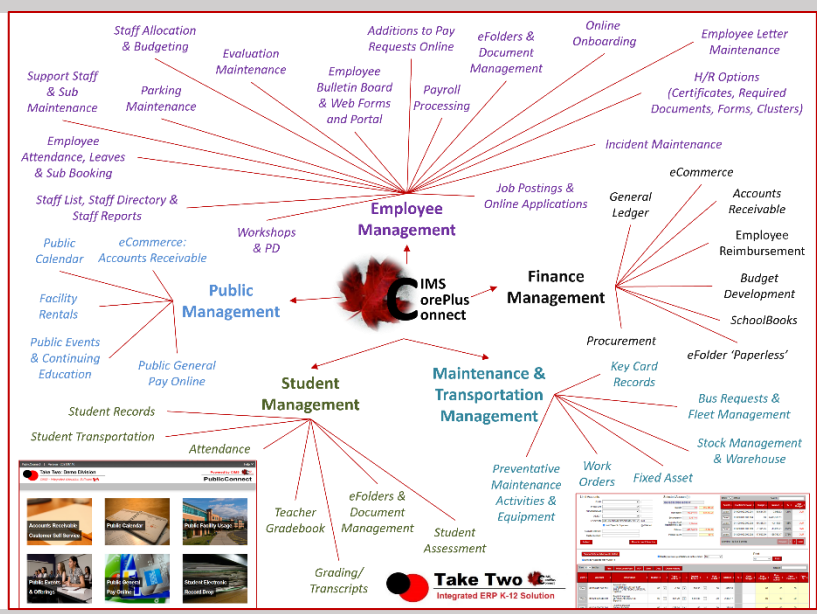 Staff Allocation
& Budgeting
Evaluation
Maintenance
Additions to Pay
Requests Online
eFolders &
Document
Management
Online
Onboarding
Employee Letter
Maintenance
Support Staff
& Sub
Maintenance
Parking
Maintenance
Employee
Bulletin Board
& Web Forms
and Portal
Payroll
Processing
H/R Options
(Certificates, Required
Documents, Forms, Clusters)
Employee
Attendance, Leaves
& Sub Booking
Incident Maintenance
Staff List, Staff Directory &
Staff Reports
Job Postings &
Online Applications
Workshops
& PD
Employee
Management
eCommerce
General
Ledger
Accounts
Receivable
Employee
Reimbursement
Budget
Development
SchoolBooks
eFolder ‘Paperless’
Procurement
Finance
Management
Public
Calendar
eCommerce:
Accounts Receivable
Facility
Rentals
Public Events
& Continuing
Education
Public General
Pay Online
Public
Management
C
IMS
orePlus
onnect
Student
Management
Maintenance &
Transportation
Management
Key Card
Records
Bus Requests &
Fleet Management
Stock Management
& Warehouse
Fixed Asset
Work
Orders
Preventative
Maintenance
Activities &
Equipment
Student Records
Student Transportation
Attendance
Teacher
Gradebook
eFolders &
Document
Management
Student
Assessment
Grading/
Transcripts
Take Two: Demo Division
PublicConnect
Accounts Receivable
Customer Self Service
Public Calendar
Public Facility Usage
Public Events
& Offerings
Public General
Pay Online
Student Electronic
Record Drop
Take Two
Integrated ERP K-12 Solution